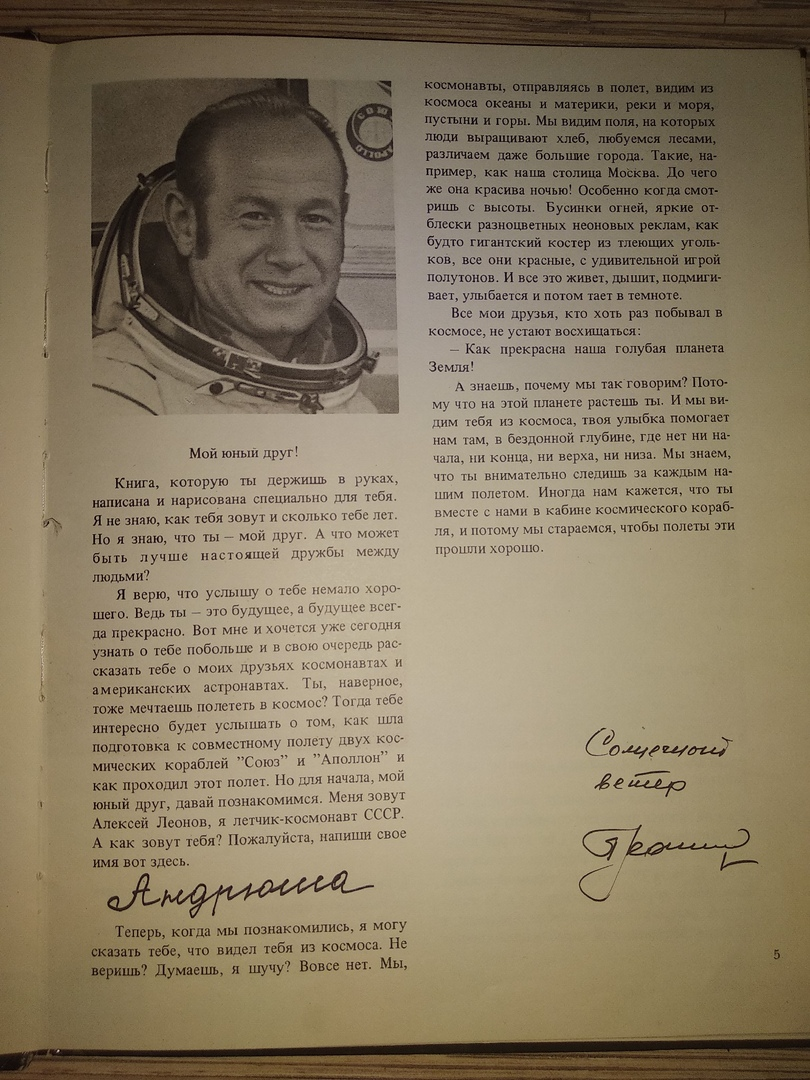 СОЮ
APOLLO
Мой юный друг!
Книга, которую ты держишь в руках,
написана и нарисована специально для тебя.
Я не знаю, как тебя зовут и сколько тебе лет.
Но я знаю, что ты – мой друг. А что может
быть лучше настоящей дружбы между
людьми?
Я верю, что услышу о тебе немало хоро-
шего. Ведь ты – это будущее, а будущее всег-
да прекрасно. Вот мне и хочется уже сегодня
узнать о тебе побольше и в свою очередь рас-
сказать тебе о моих друзьях космонавтах и
американских астронавтах. Ты, наверное,
тоже мечтаешь полететь в космос? Тогда тебе
интересно будет услышать о том, как шла
подготовка к совместному полету двух кос-
мических кораблей ”Союз” и ”Аполлон” и
как проходил этот полет. Но для начала, мой
юный друг, давай познакомимся. Меня зовут
Алексей Леонов, я летчик-космонавт СССР.
А как зовут тебя? Пожалуйста, напиши свое
имя вот здесь.
Андрюша
Теперь, когда мы познакомились, я могу
сказать тебе, что видел тебя из космоса. Не
веришь? Думаешь, я шучу? Вовсе нет. Мы,
космонавты, отправляясь в полет, видим из
космоса океаны и материки, реки и моря,
пустыни и горы. Мы видим поля, на которых
люди выращивают хлеб, любуемся лесами,
различаем даже большие города. Такие, на-
пример, как наша столица Москва. До чего
же она красива ночью! Особенно когда смот-
ришь с высоты. Бусинки огней, яркие от-
блески разноцветных неоновых реклам, как
будто гигантский костер из тлеющих уголь-
ков, все они красные, с удивительной игрой
полутонов. И все это живет, дышит, подмиги-
вает, улыбается и потом тает в темноте.
Все мои друзья, кто хоть раз побывал в
космосе, не устают восхищаться:
– Как прекрасна наша голубая планета
Земля!
А знаешь, почему мы так говорим? Пото-
му что на этой планете растешь ты. И мы ви-
дим тебя из космоса, твоя улыбка помогает
нам там, в бездонной глубине, где нет ни на-
чала, ни конца, ни верха, ни низа. Мы знаем,
что ты внимательно следишь за каждым на-
шим полетом. Иногда нам кажется, что ты
вместе с нами в кабине космического кораб-
ля, и потому мы стараемся, чтобы полеты эти
прошли хорошо.
Солнечный
ветер
5